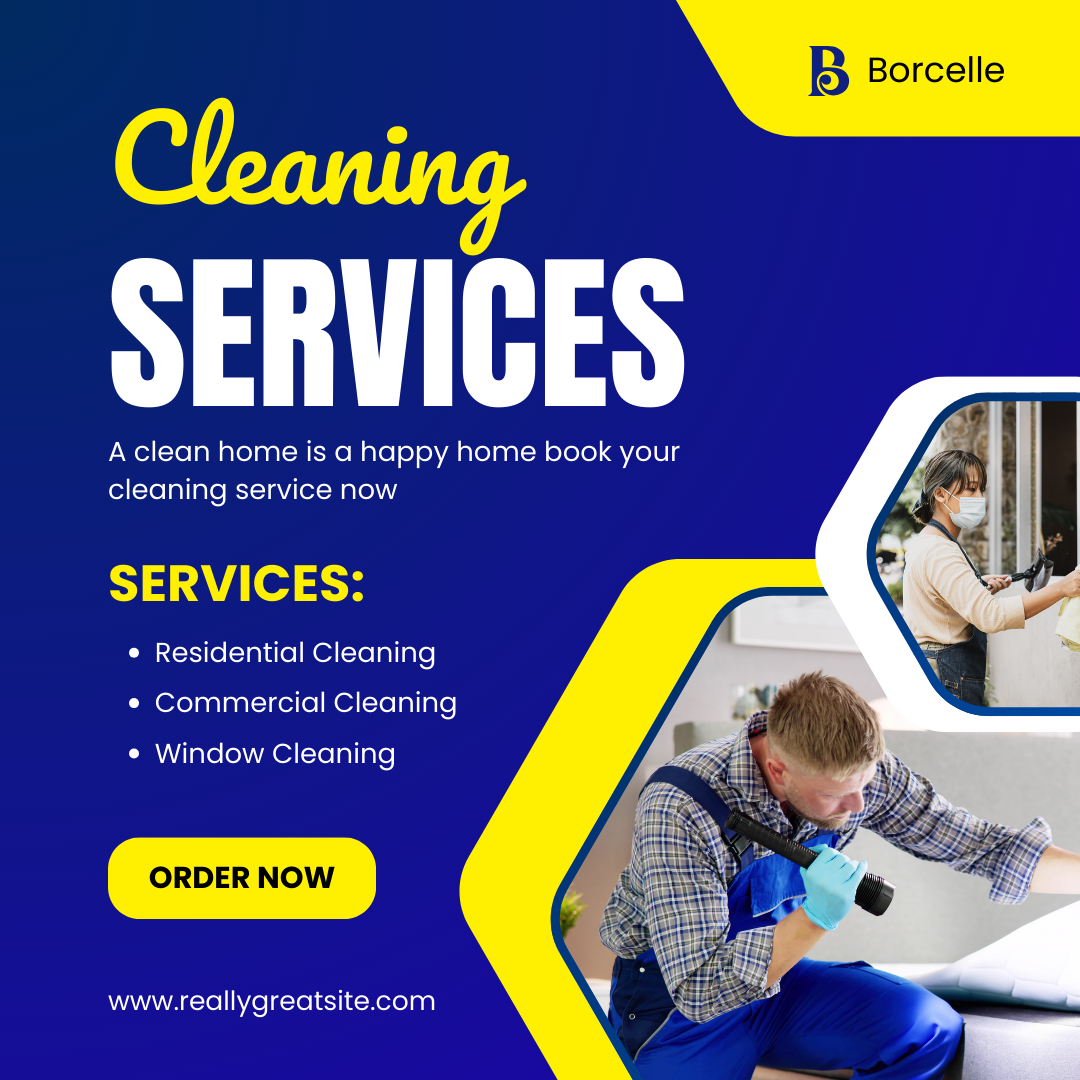 Borcelle
Cleaning
SERVICES
A clean home is a happy home book your
cleaning service now
SERVICES:
Residential Cleaning
Commercial Cleaning
Window Cleaning
ORDER NOW
www.reallygreatsite.com